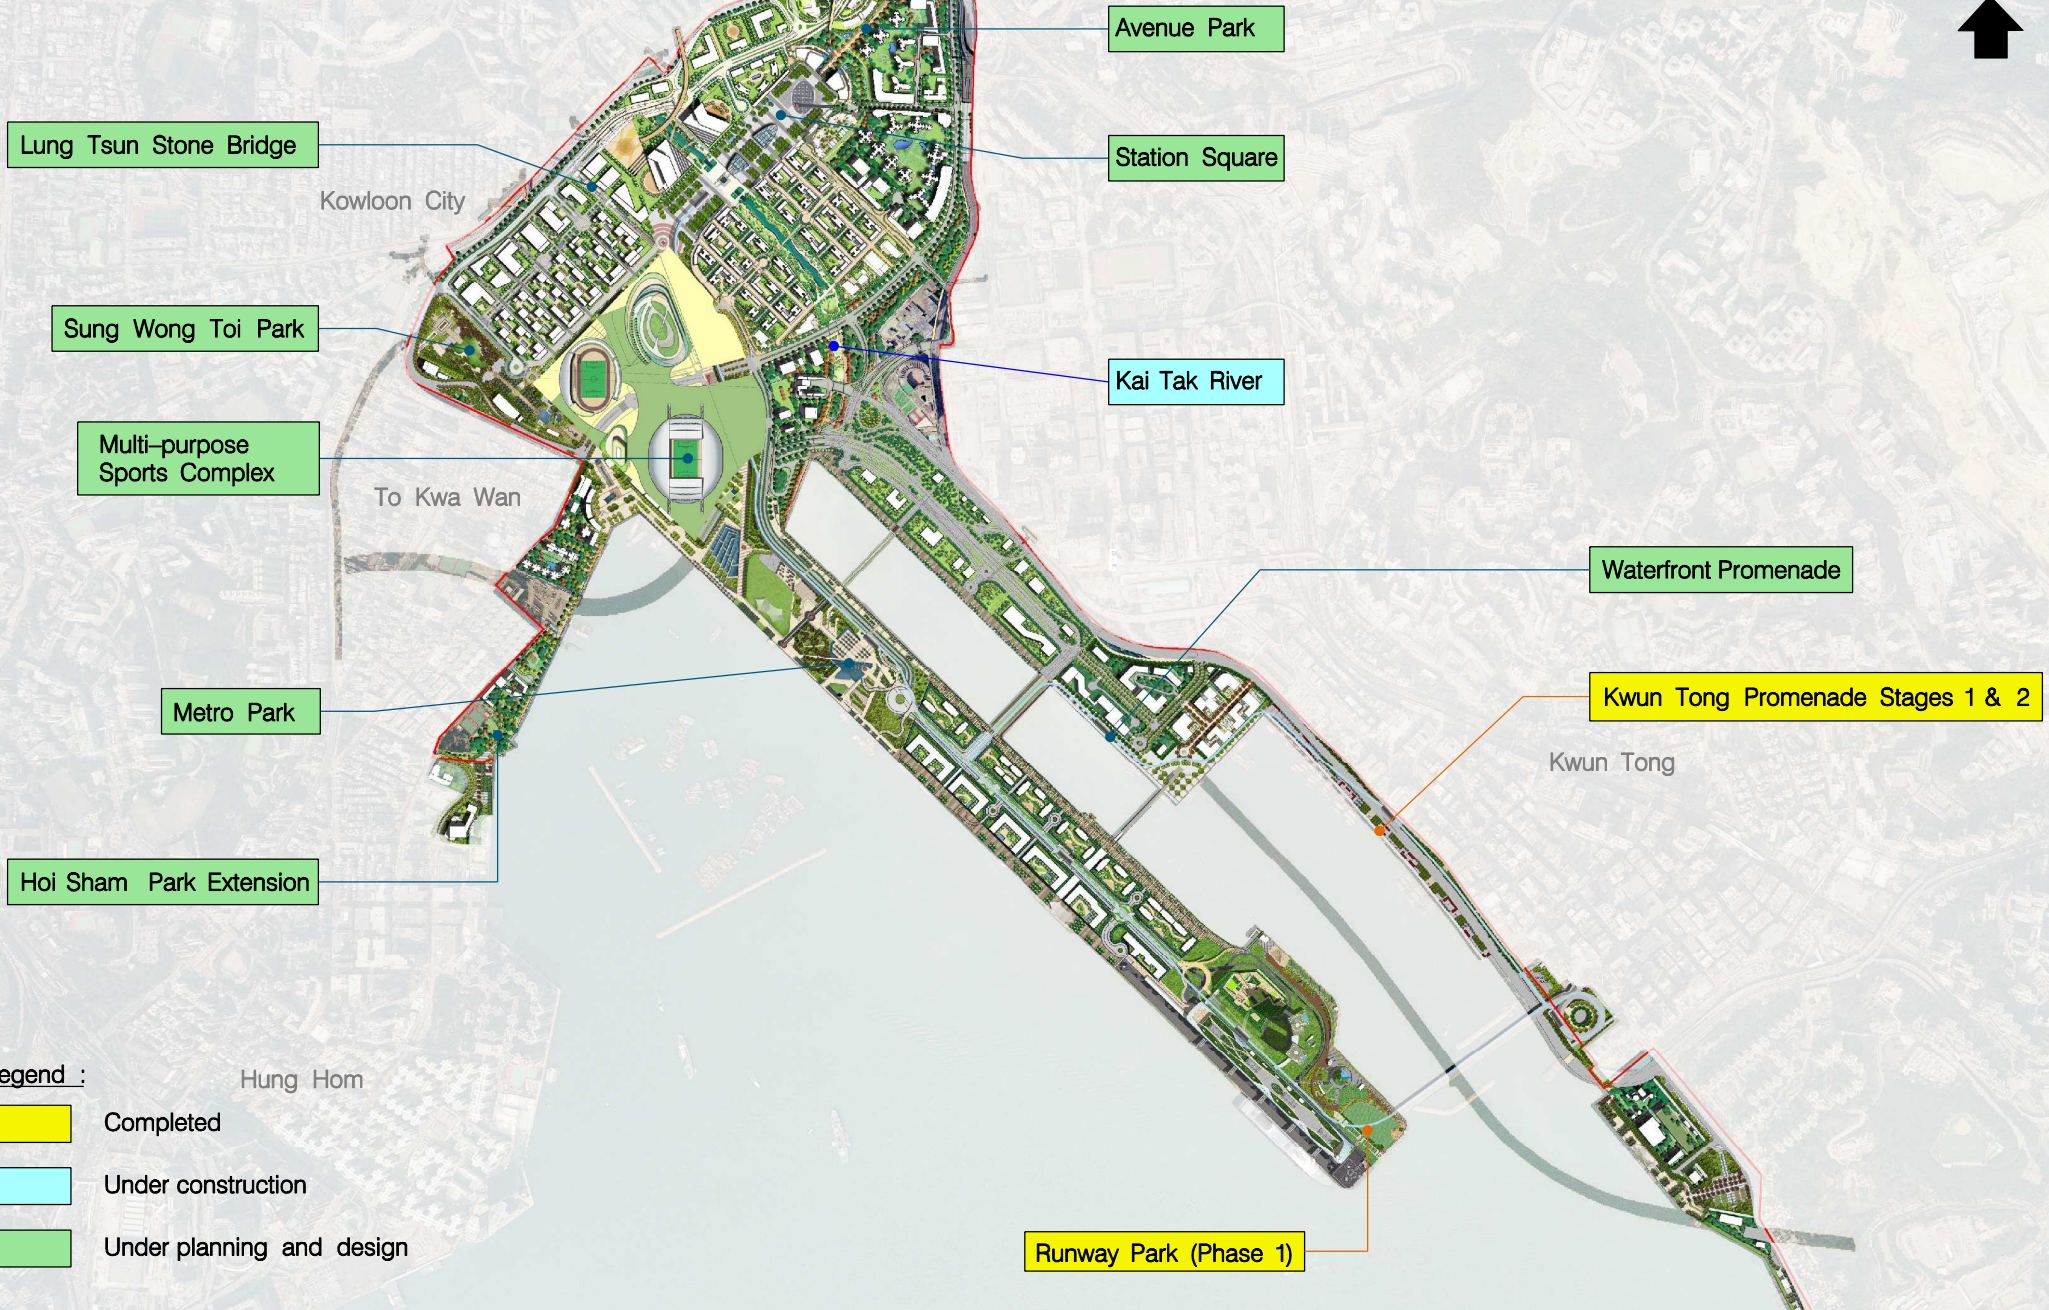 Avenue Park
Lung Tsun Stone Bridge
Station Square
Kowloon City
Sung Wong Toi Park
Kai Tak River
Multi-purpose
Sports Complex
To Kwa Wan
Waterfront Promenade
Kwun Tong Promenade Stages 1 & 2
Metro Park
Kwun Tong
Hoi Sham Park Extension
egend :
Hung Hom
Completed
Under construction
Under planning and design
Runway Park (Phase 1)